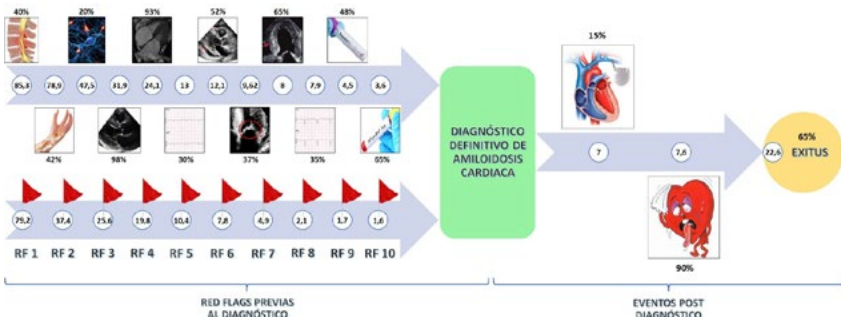 40% 20% 93% 52% 65% 48%
15%
85,3 78,9 47,5 31,9 24,1 13 12,1 9,62 8 7,9 4,5 3,6
42% 98% 30% 37% 35% 65%
DIAGNÓSTICO
DEFINITIVO DE
AMILOIDOSIS
CARDIACA
7 7,6 22,6
65%
EXITUS
90%
79,2 37,4 25,6 19,8 10,4 7,8 4,9 2,1 1,7 1,6
RF 1 RF 2 RF 3 RF 4 RF 5 RF 6 RF 7 RF 8 RF 9 RF 10
RED FLAGS PREVIAS
AL DIAGNÓSTICO
EVENTOS POST
DIAGNÓSTICO